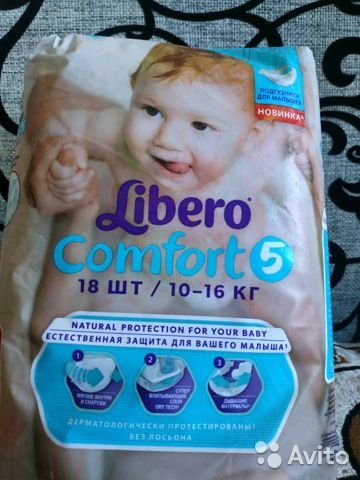 ПОДГУЗНИКИ
ДЛЯ МАЛЫШЕЙ
НОВИНКА*
Libero
Comfort 5
18 ШТ / 10–16 КГ
NATURAL PROTECTION FOR YOUR BABY
ЕСТЕСТВЕННАЯ ЗАЩИТА ДЛЯ ВАШЕГО МАЛЫША!
1
МЯГКИЕ ВНУТРИ
И СНАРУЖИ
2
СУПЕР
ВПИТЫВАЮЩИЙ
СЛОЙ
DRY TECH
3
ДЫШАЩИЕ
МАТЕРИАЛЫ
ДЕРМАТОЛОГИЧЕСКИ ПРОТЕСТИРОВАНЫ
БЕЗ ЛОСЬОНА
Avito